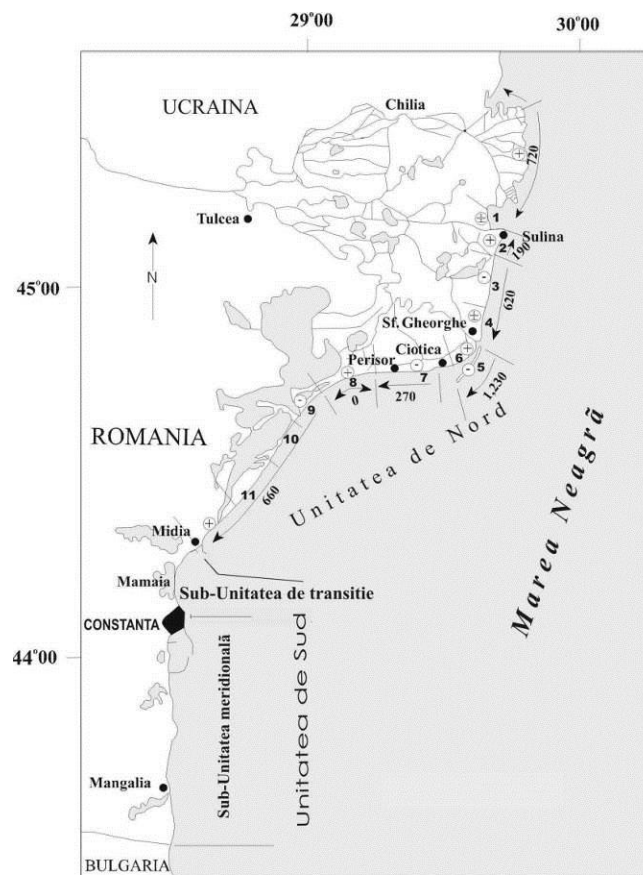 29°00
30°00
UCRAINA
Chilia
+
720
Tulcea
+
1
Sulina
+
2
190
N
-
3
45°00
620
+
4
Sf. Gheorghe
Ciotica
+
6
Perisor
-
7
-
5
+
8
1,230
0
270
-
9
ROMANIA
10
Unitatea de Nord
660
11
+
Midia
Marea Neagră
Mamaia
Sub-Unitatea de transitie
CONSTANTA
44°00
Sub-Unitatea meridională
Unitatea de Sud
Mangalia
BULGARIA